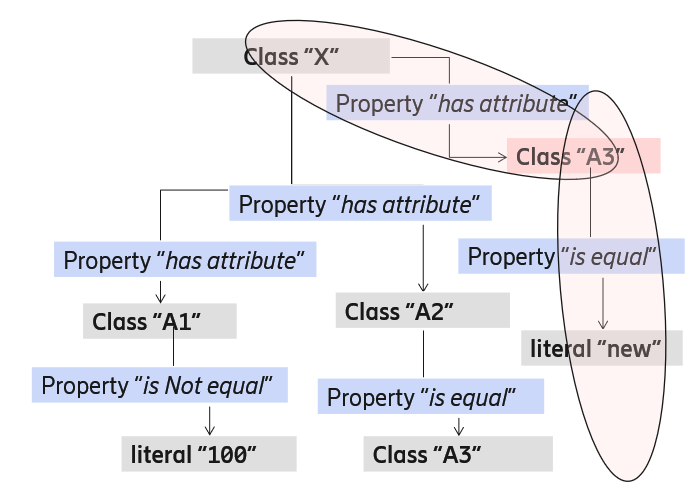 Class “X”
Property “has attribute”
Class “A3”
Property “has attribute”
Property “has attribute”
Property “is equal”
Class “A1”
Class “A2”
literal “new”
Property “is Not equal”
Property “is equal”
literal “100”
Class “A3”